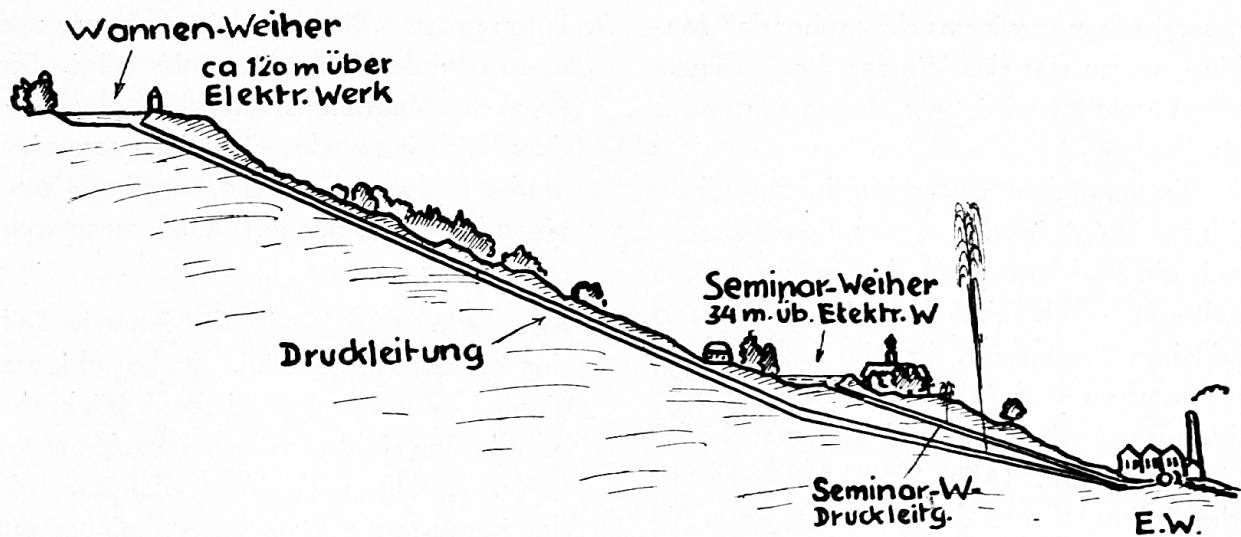 Wannen-Weiher
ca 120 m über
Elektr. Werk
Druckleitung
Seminar-Weiher
34 m. üb. Elektr. W
Seminar-W-
Druckleitg.
E.W.